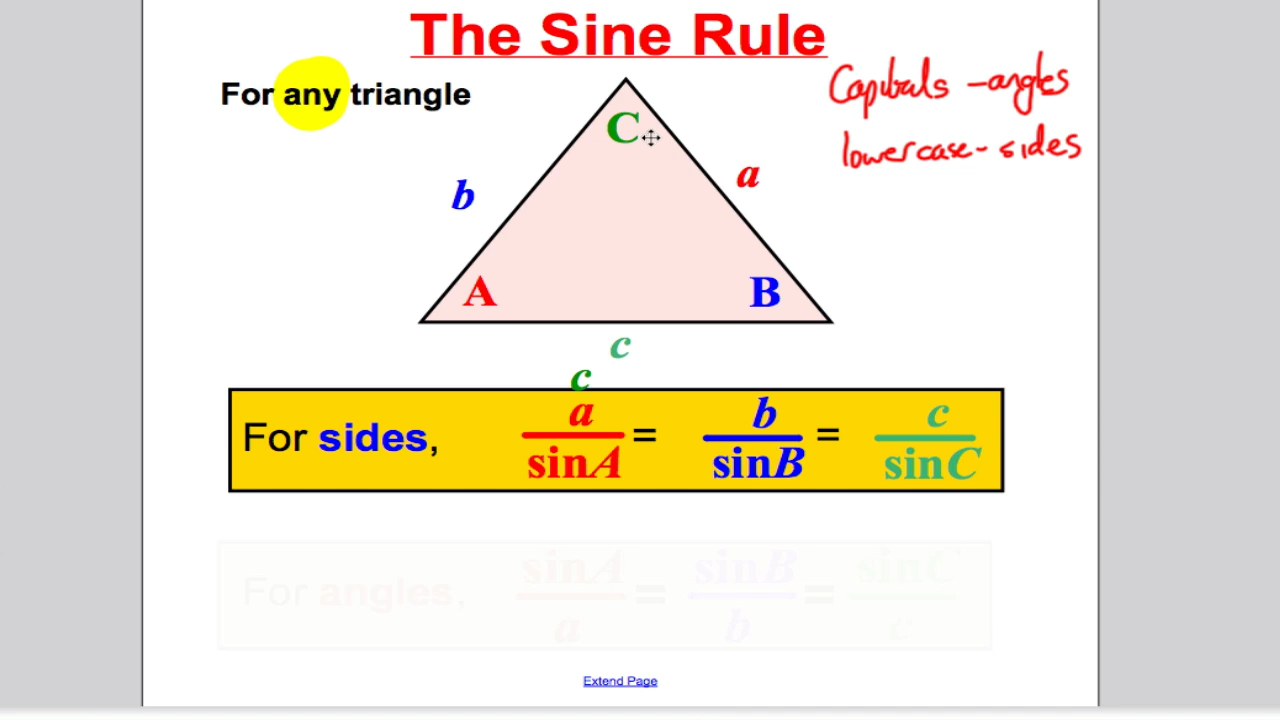 The Sine Rule
For any triangle
Capitals - angles
lowercase - sides
C
b
a
A
B
c
c
For sides, a/sinA = b/sinB = c/sinC
For angles, sinA/a = sinB/b = sinC/c
Extend Page